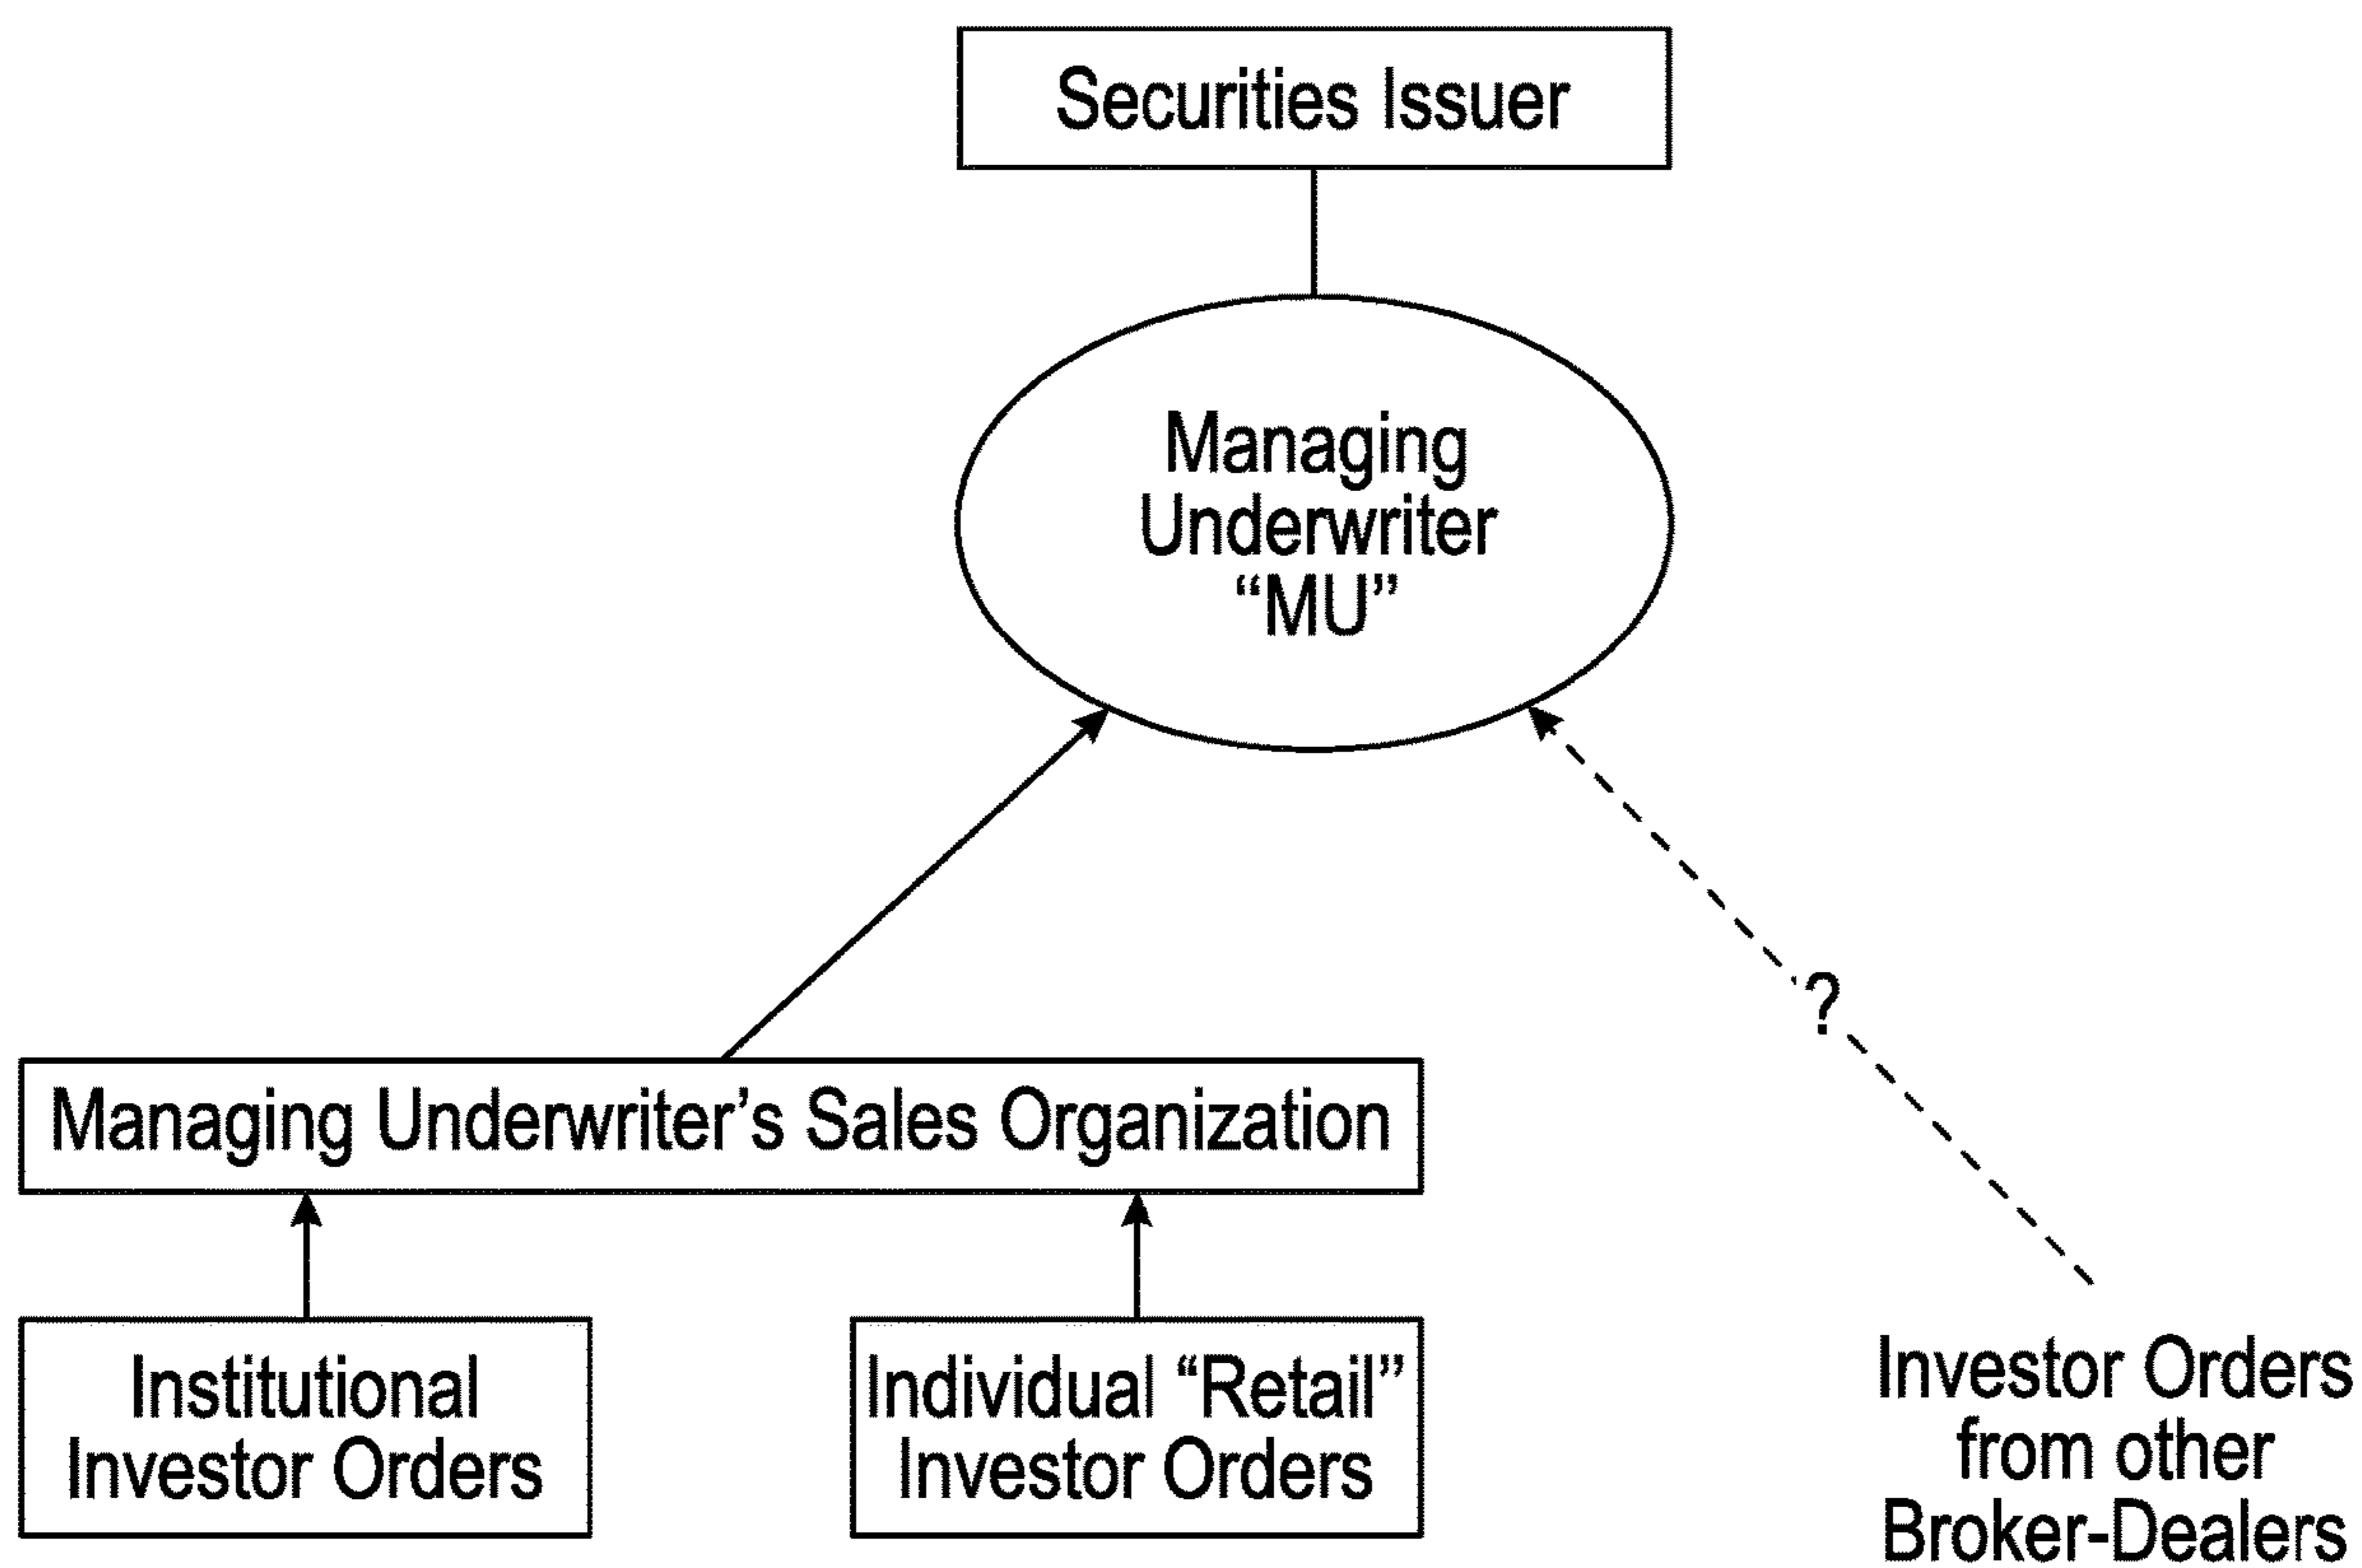 Securities Issuer
Managing
Underwriter
“MU”
?
Managing Underwriter’s Sales Organization
Institutional
Investor Orders
Individual “Retail”
Investor Orders
Investor Orders
from other
Broker-Dealers